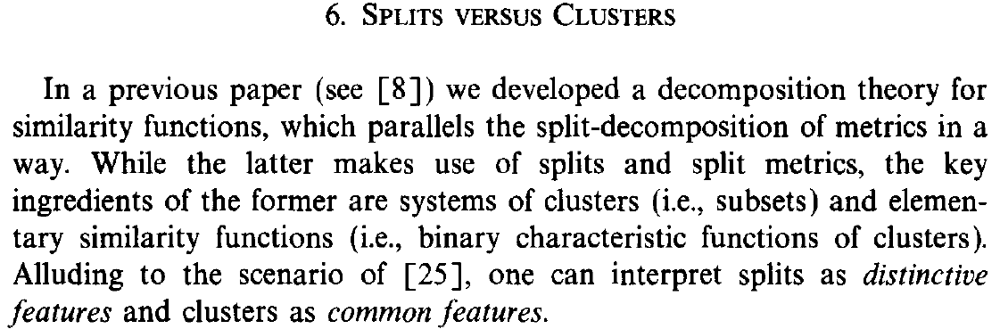 6. SPLITS VERSUS CLUSTERS
In a previous paper (see [8]) we developed a decomposition theory for
similarity functions, which parallels the split-decomposition of metrics in a
way. While the latter makes use of splits and split metrics, the key
ingredients of the former are systems of clusters (i.e., subsets) and elemen-
tary similarity functions (i.e., binary characteristic functions of clusters).
Alluding to the scenario of [25], one can interpret splits as distinctive
features and clusters as common features.